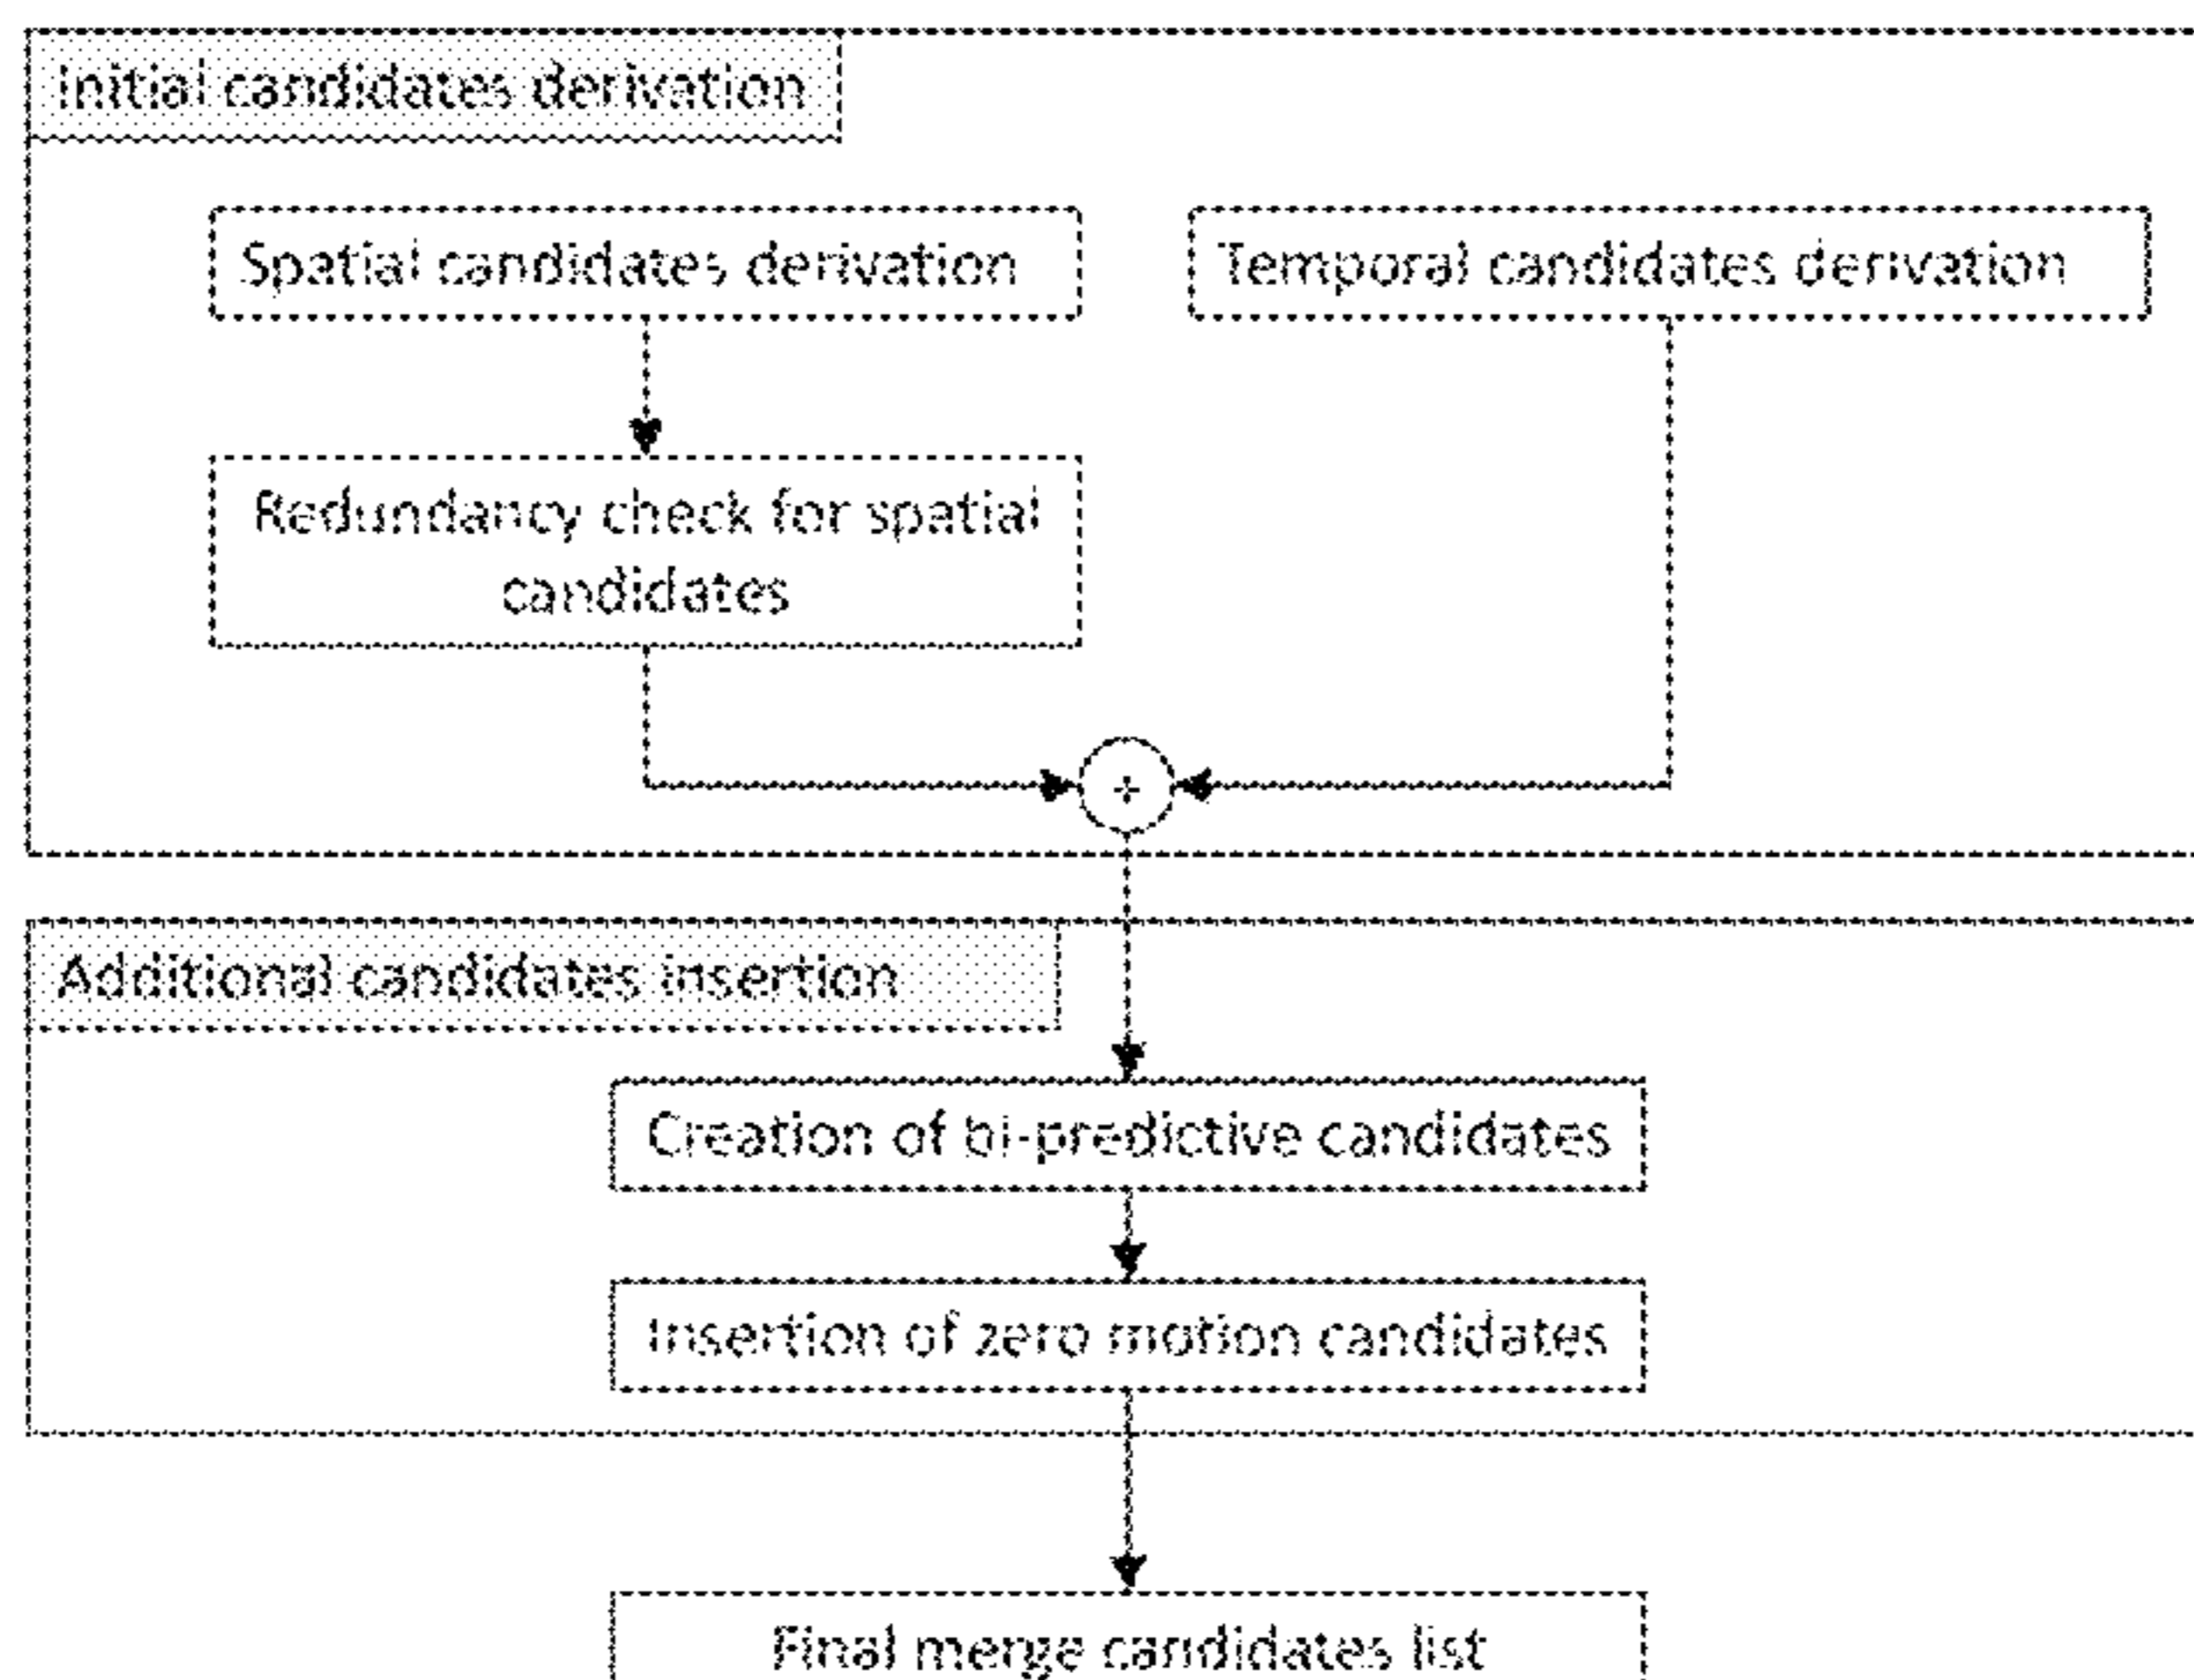 Initial candidates derivation
Spatial candidates derivation
Temporal candidates derivation
Redundancy check for spatial
candidates
+
Additional candidates insertion
Creation of bi-predictive candidates
Insertion of zero motion candidates
Final merge candidates list